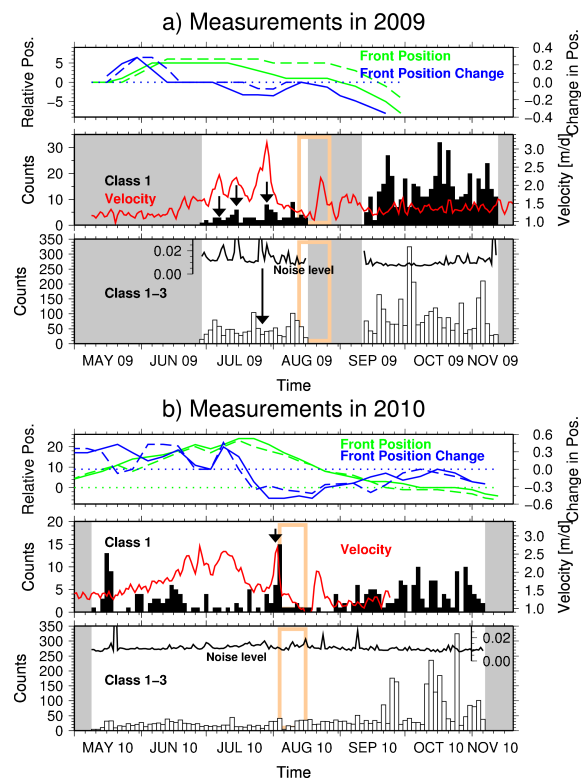 a) Measurements in 2009
Relative Pos.
5
0
−5
Front Position
Front Position Change
0.4
0.2
0.0
−0.2
−0.4
Change in Pos.
Counts
30
20
10
0
Class 1
Velocity
3.0
2.5
2.0
1.5
1.0
Velocity [m/d]
Counts
350
300
250
200
150
100
50
0
0.02
0.00
Noise level
Class 1−3
MAY 09 JUN 09 JUL 09 AUG 09 SEP 09 OCT 09 NOV 09
Time
b) Measurements in 2010
Relative Pos.
20
10
0
Front Position
Front Position Change
0.6
0.3
0.0
−0.3
−0.6
Change in Pos.
Counts
20
15
10
5
0
Class 1
Velocity
3.0
2.5
2.0
1.5
1.0
Velocity [m/d]
Counts
350
300
250
200
150
100
50
0
Noise level
0.02
0.00
Class 1−3
MAY 10 JUN 10 JUL 10 AUG 10 SEP 10 OCT 10 NOV 10
Time